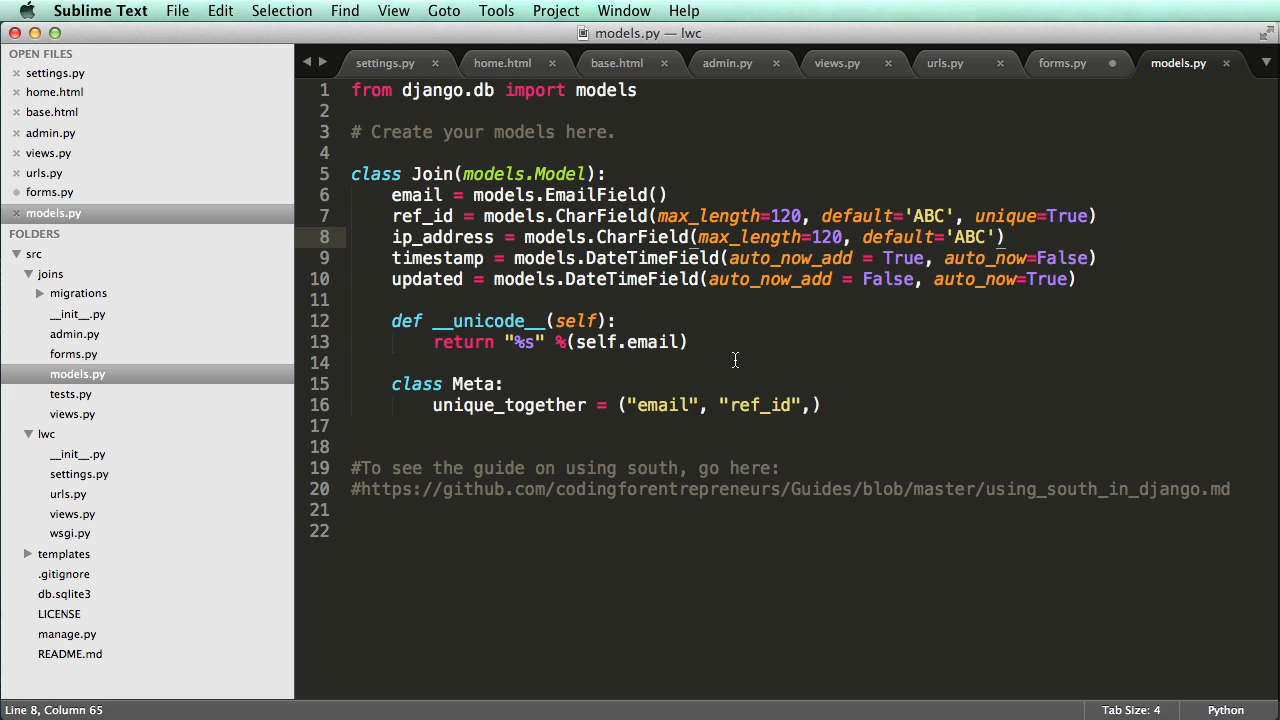 Sublime Text File Edit Selection Find View Goto Tools Project Window Help
models.py — lwc
OPEN FILES
settings.py
home.html
base.html
admin.py
views.py
urls.py
forms.py
models.py
FOLDERS
src
joins
migrations
__init__.py
admin.py
forms.py
models.py
tests.py
views.py
lwc
__init__.py
settings.py
urls.py
views.py
wsgi.py
templates
.gitignore
db.sqlite3
LICENSE
manage.py
README.md
settings.py home.html base.html admin.py views.py urls.py forms.py models.py
1 from django.db import models
2
3 # Create your models here.
4
5 class Join(models.Model):
6 email = models.EmailField()
7 ref_id = models.CharField(max_length=120, default='ABC', unique=True)
8 ip_address = models.CharField(max_length=120, default='ABC')
9 timestamp = models.DateTimeField(auto_now_add = True, auto_now=False)
10 updated = models.DateTimeField(auto_now_add = False, auto_now=True)
11
12 def __unicode__(self):
13 return "%s" %(self.email)
14
15 class Meta:
16 unique_together = ("email", "ref_id",)
17
18
19 #To see the guide on using south, go here:
20 #https://github.com/codingforentrepreneurs/Guides/blob/master/using_south_in_django.md
21
22
Line 8, Column 65 Tab Size: 4 Python